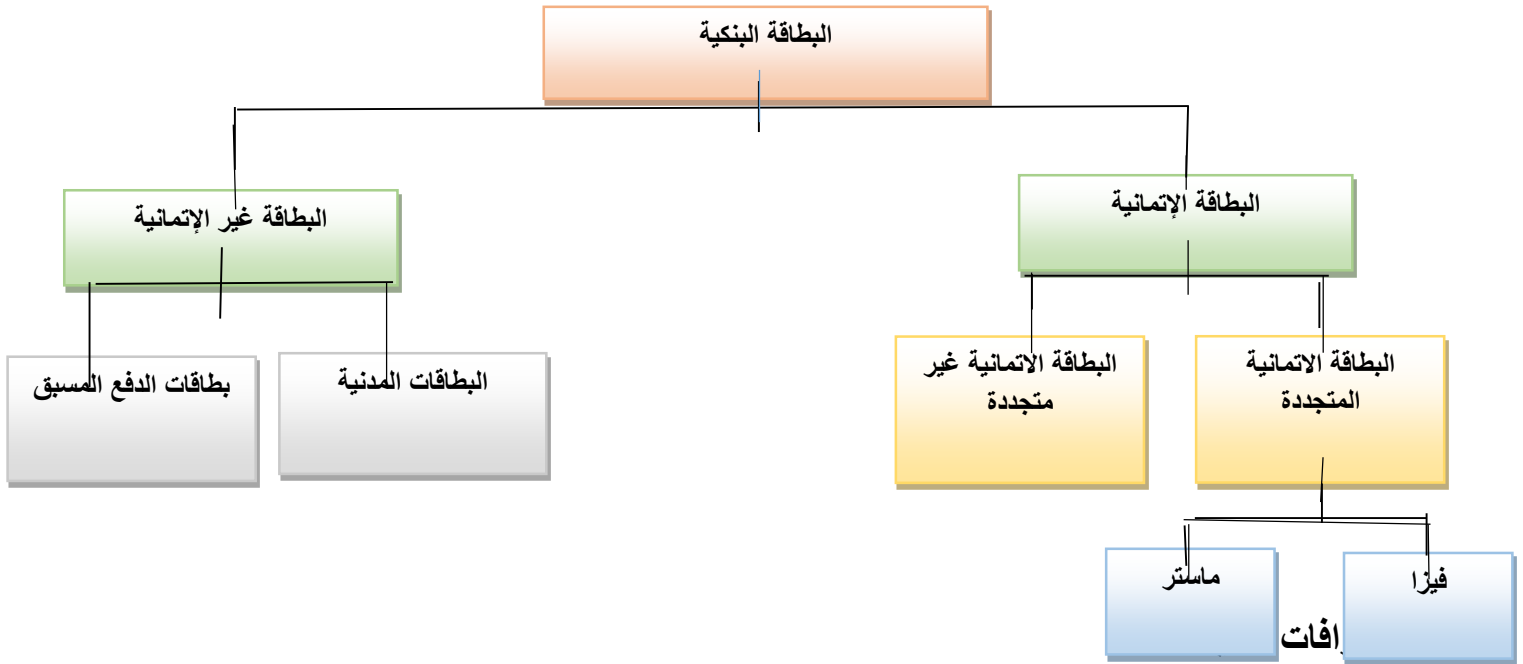 البطاقة البنكية
البطاقة الإتمانية
البطاقة غير الإتمانية
البطاقة الاتمانية
المتجددة
البطاقة الاتمانية غير
متجددة
البطاقات المدنية
بطاقات الدفع المسبق
فيزا
ماستر